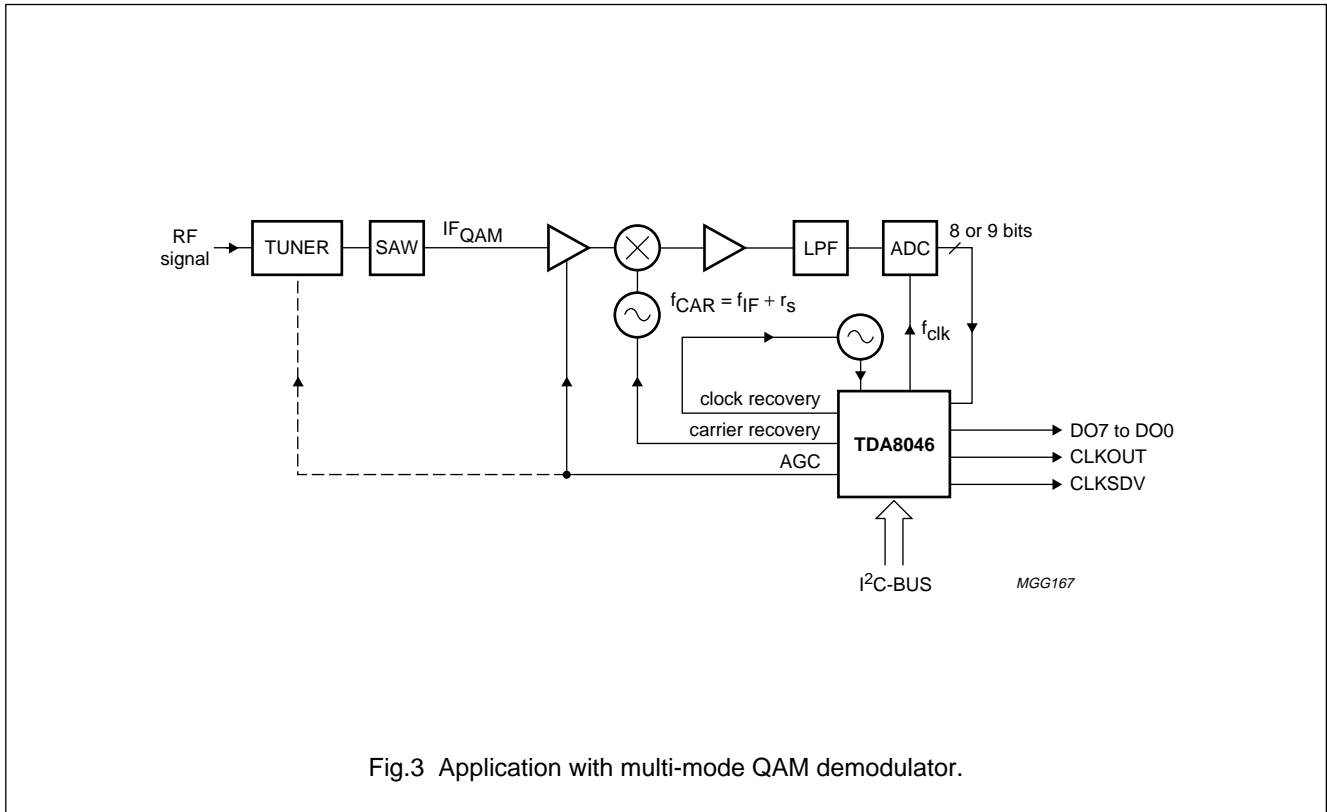 RF
signal
TUNER
SAW
IFQAM
LPF
ADC
8 or 9 bits
fCAR = fIF + rs
fclk
clock recovery
carrier recovery
AGC
TDA8046
DO7 to DO0
CLKOUT
CLKSDV
I2C-BUS
MGG167
Fig.3 Application with multi-mode QAM demodulator.